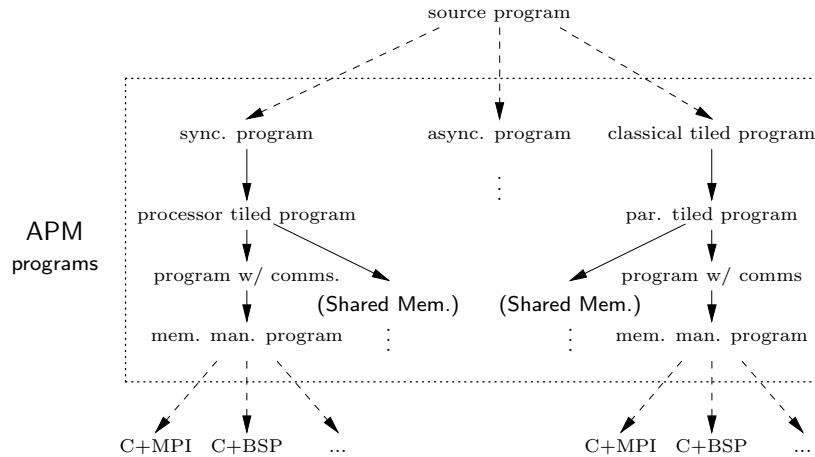 source program
sync. program async. program classical tiled program
processor tiled program par. tiled program
APM
programs
program w/ comms. program w/ comms
(Shared Mem.) (Shared Mem.)
mem. man. program mem. man. program
C+MPI C+BSP ... C+MPI C+BSP ...